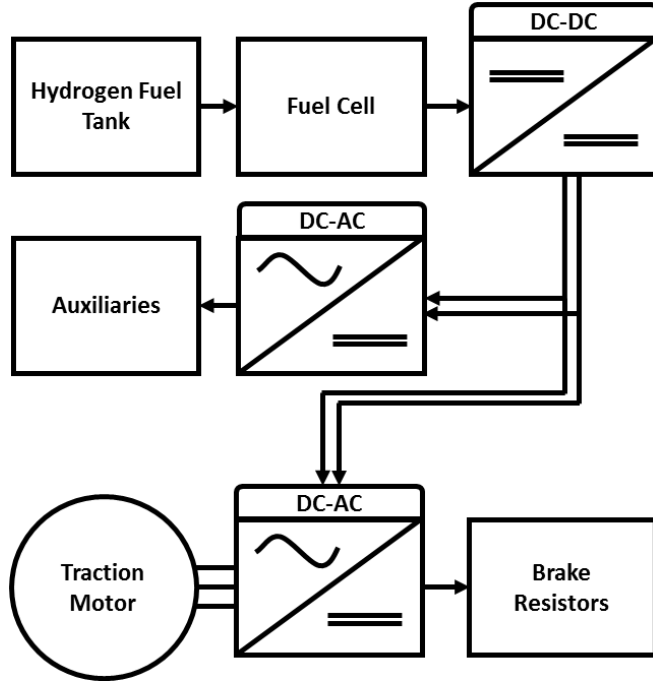 DC-DC
Hydrogen Fuel
Tank
Fuel Cell
DC-AC
Auxiliaries
DC-AC
Traction
Motor
Brake
Resistors